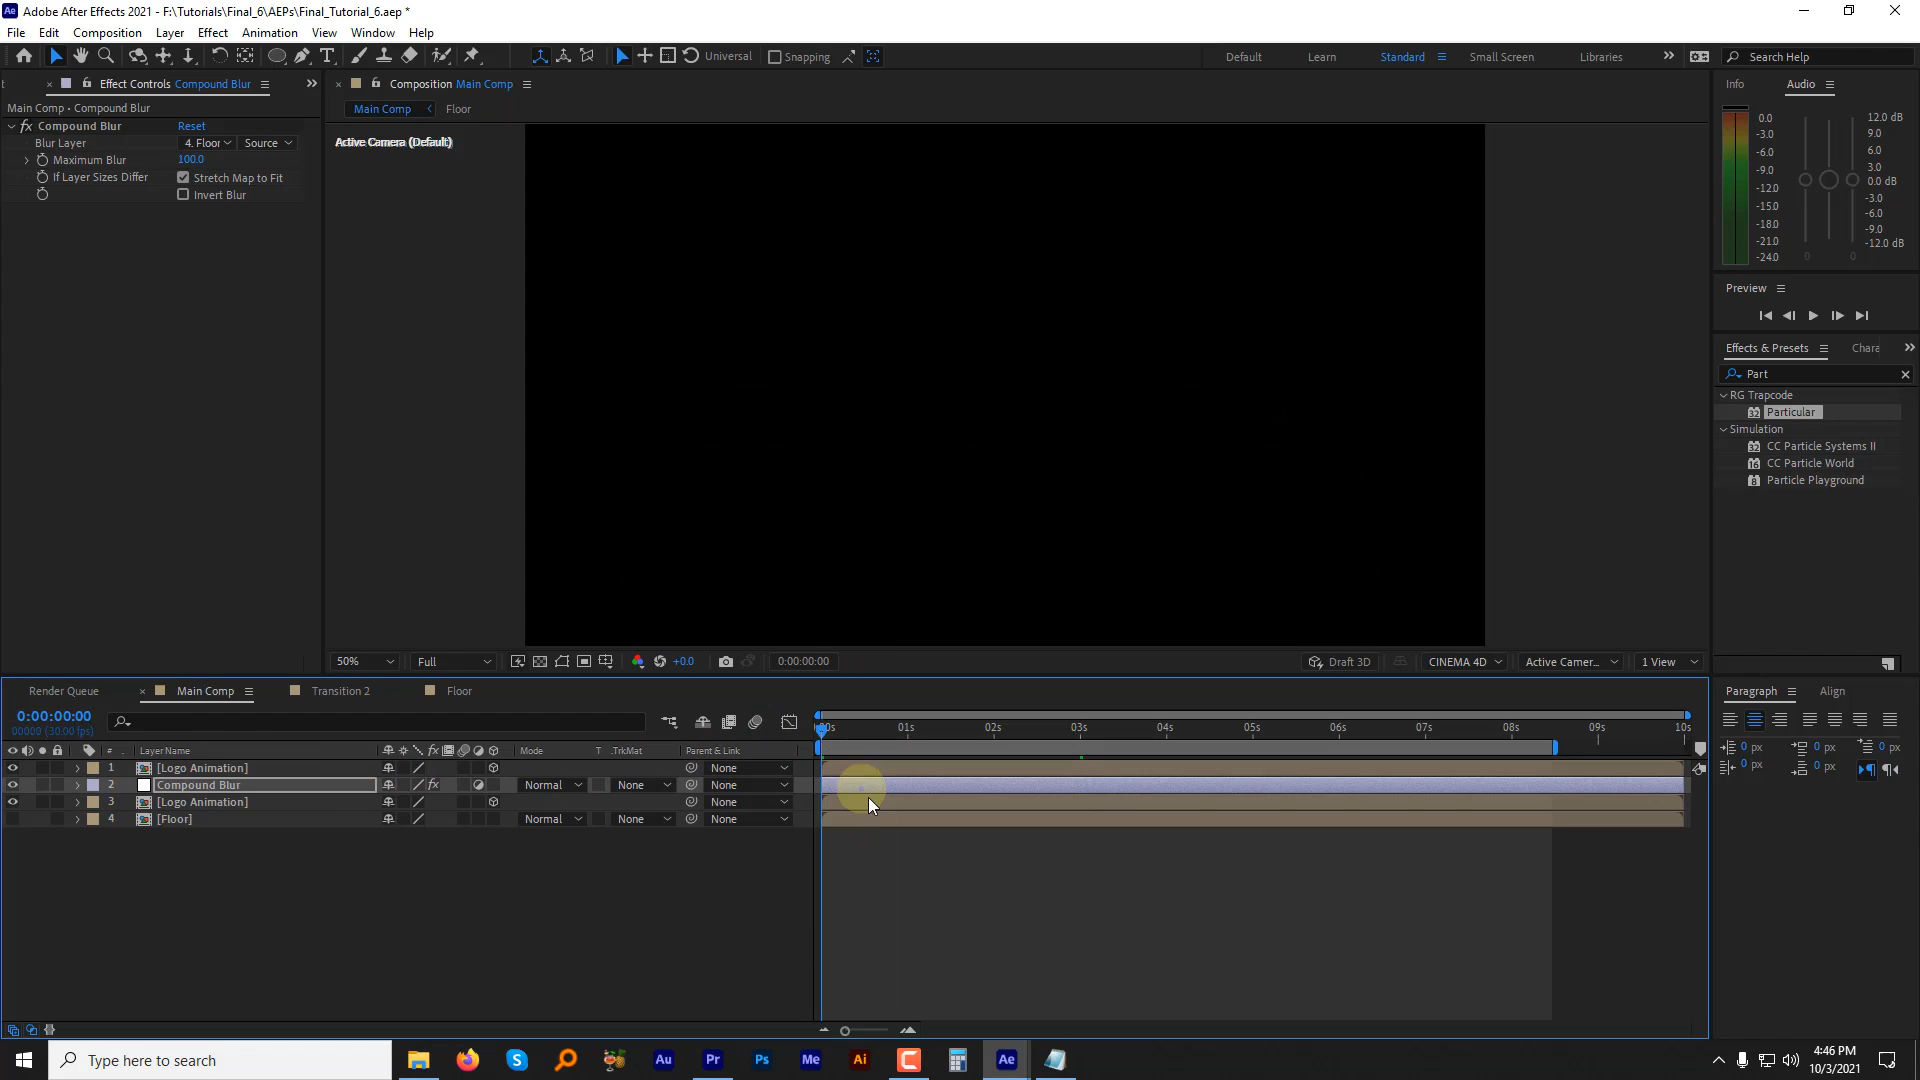 Adobe After Effects 2021 - F:\Tutorials\Final_6\AEPs\Final_Tutorial_6.aep *
File Edit Composition Layer Effect Animation View Window Help
Universal Snapping Default Learn Standard Small Screen Libraries Search Help
Effect Controls Compound Blur
Main Comp • Compound Blur
fx Compound Blur Reset
Blur Layer 4. Floor Source
Maximum Blur 100.0
If Layer Sizes Differ Stretch Map to Fit
Invert Blur
Composition Main Comp
Main Comp Floor
Active Camera (Default)
50% Full +0.0 0:00:00:00 Draft 3D CINEMA 4D Active Camer... 1 View
Info Audio
0.0 12.0 dB
-3.0 9.0
-6.0 6.0
-9.0 3.0
-12.0 0.0 dB
-15.0 -3.0
-18.0 -6.0
-21.0 -9.0
-24.0 -12.0 dB
0 0
Preview
Effects & Presets Chara
Part
RG Trapcode
Particular
Simulation
CC Particle Systems II
CC Particle World
Particle Playground
Render Queue Main Comp Transition 2 Floor
0:00:00:00
00000 (30.00 fps)
:00s 01s 02s 03s 04s 05s 06s 07s 08s 09s 10s
# Layer Name fx Mode T .TrkMat Parent & Link
1 [Logo Animation] None
2 Compound Blur fx Normal None None
3 [Logo Animation] None
4 [Floor] Normal None None
Paragraph Align
0 px 0 px 0 px
0 px 0 px
Type here to search
Au Pr Ps Me Ai Ae
4:46 PM
10/3/2021